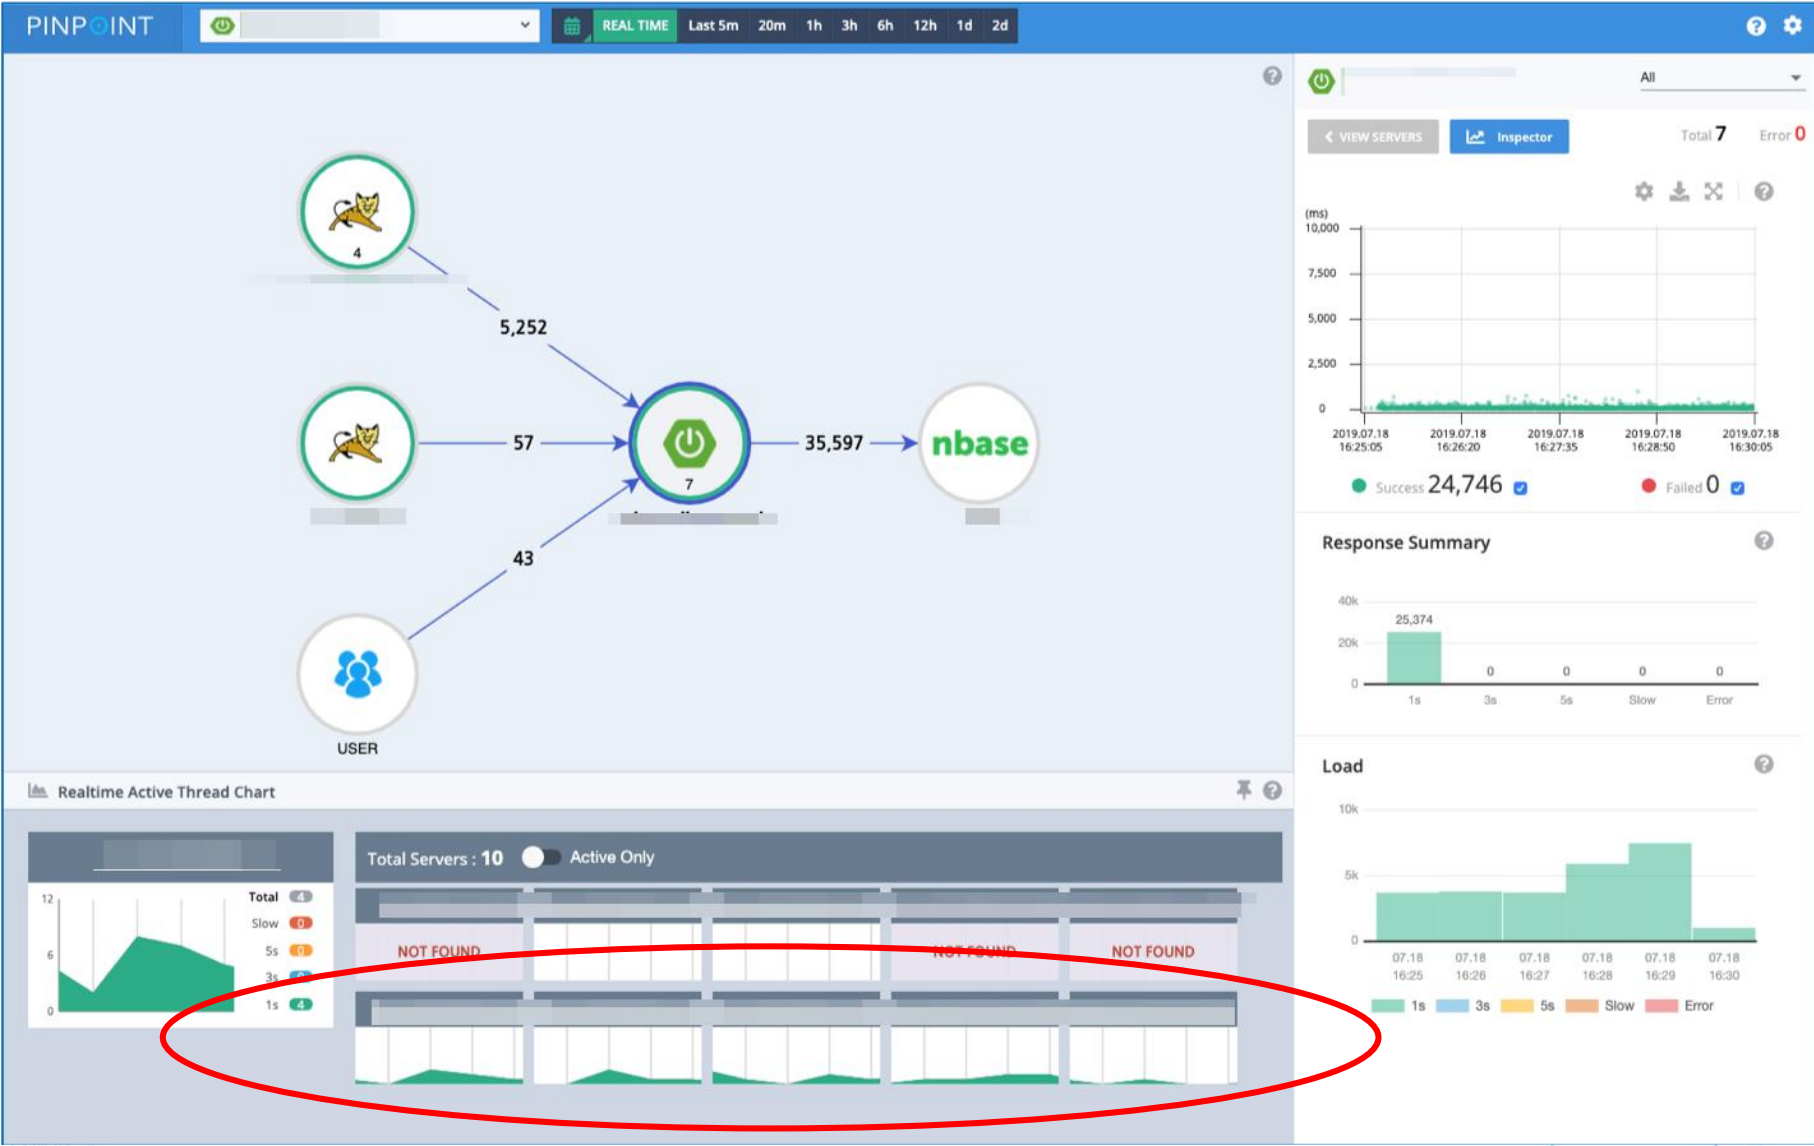 PINPOINT
REAL TIME Last 5m 20m 1h 3h 6h 12h 1d 2d
All
VIEW SERVERS Inspector Total 7 Error 0
4
5,252
57
7
35,597
nbase
43
USER
(ms)
10,000
7,500
5,000
2,500
0
2019.07.18 2019.07.18 2019.07.18 2019.07.18 2019.07.18
16:25:05 16:26:20 16:27:35 16:28:50 16:30:05
Success 24,746 Failed 0
Response Summary
40k
25,374
20k
0 0 0 0
0
1s 3s 5s Slow Error
Load
10k
5k
0
07.18 07.18 07.18 07.18 07.18 07.18
16:25 16:26 16:27 16:28 16:29 16:30
1s 3s 5s Slow Error
Realtime Active Thread Chart
Total Servers : 10 Active Only
12
6
0
Total 4
Slow 0
5s 0
3s
1s 4
NOT FOUND NOT FOUND NOT FOUND